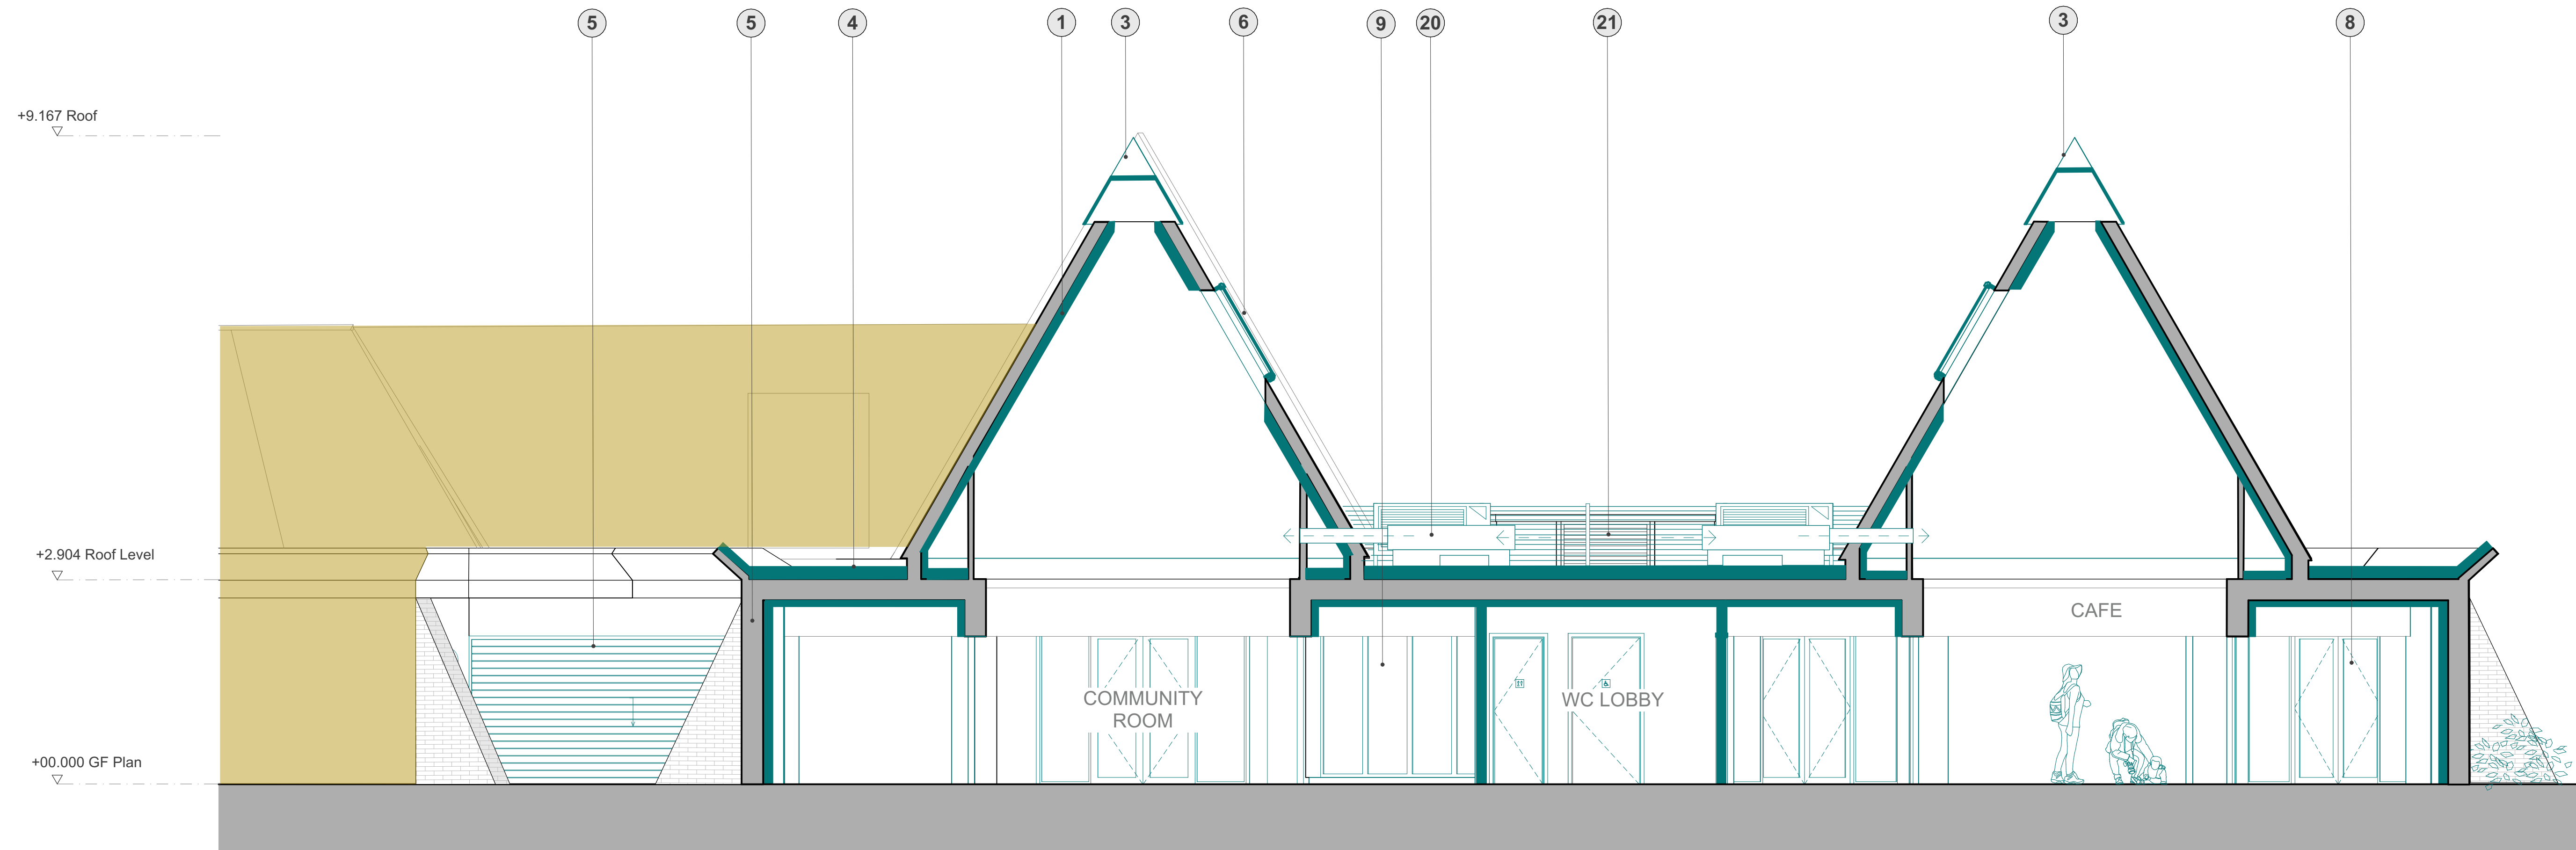 5 5 4 1 3 6 9 20 21 3 8
+9.167 Roof
+2.904 Roof Level
CAFE
COMMUNITY
ROOM
WC LOBBY
+00.000 GF Plan